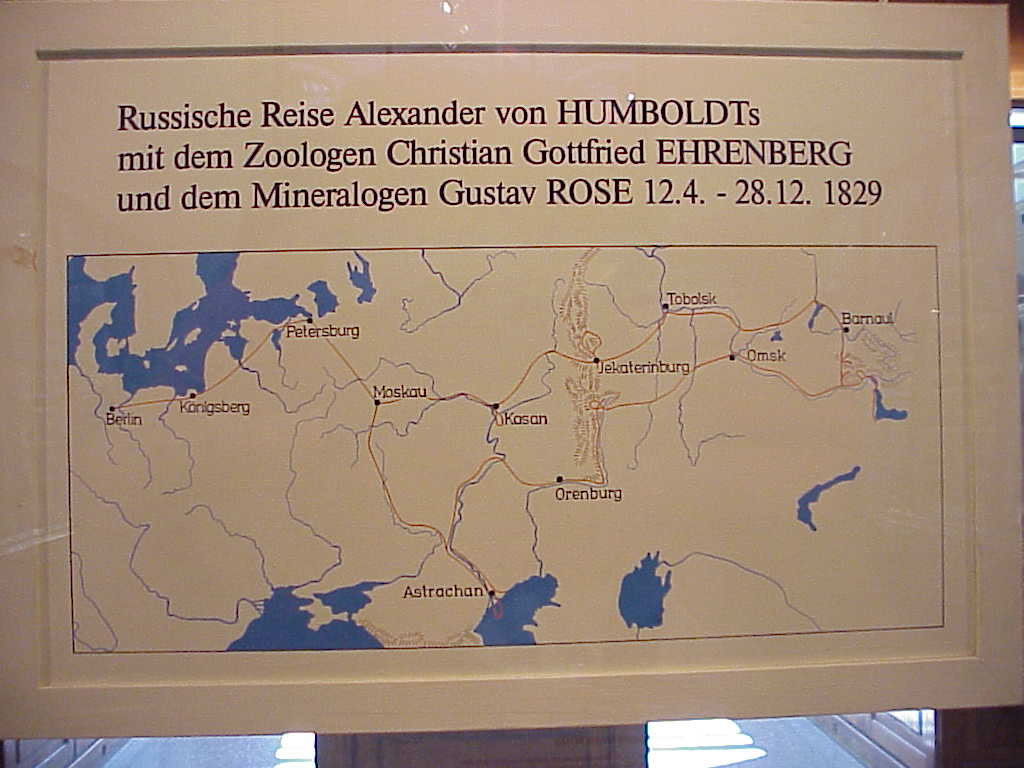 Russische Reise Alexander von HUMBOLDTs
mit dem Zoologen Christian Gottfried EHRENBERG
und dem Mineralogen Gustav ROSE 12.4. - 28.12. 1829
Tobolsk
Barnaul
Petersburg
Omsk
Jekaterinburg
Moskau
Königsberg
Berlin
Kasan
Orenburg
Astrachan